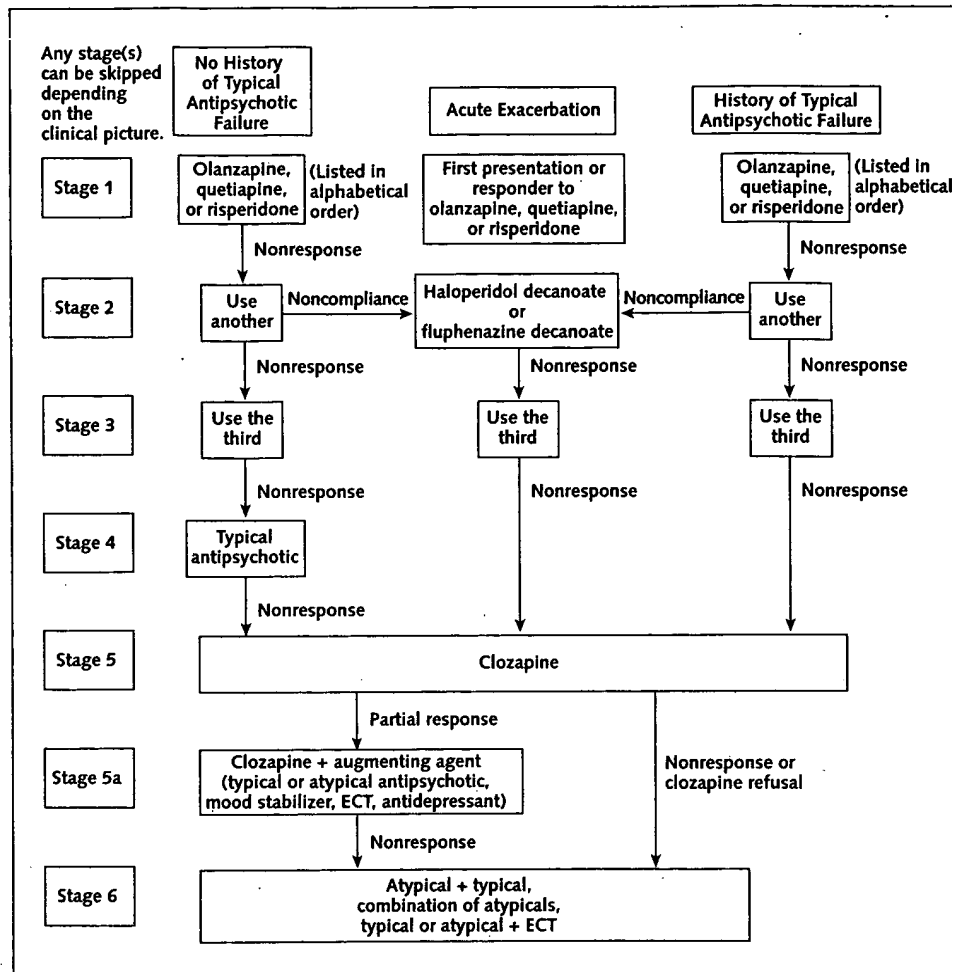 Any stage(s)
can be skipped
depending
on the
clinical picture.
No History
of Typical
Antipsychotic
Failure
Acute Exacerbation
History of Typical
Antipsychotic Failure
Stage 1
Olanzapine,
quetiapine,
or risperidone
(Listed in
alphabetical
order)
First presentation or
responder to
olanzapine, quetiapine,
or risperidone
Olanzapine,
quetiapine,
or risperidone
(Listed in
alphabetical
order)
Nonresponse
Nonresponse
Stage 2
Use
another
Noncompliance
Haloperidol decanoate
or
fluphenazine decanoate
Noncompliance
Use
another
Nonresponse
Nonresponse
Nonresponse
Stage 3
Use the
third
Use the
third
Use the
third
Nonresponse
Nonresponse
Nonresponse
Stage 4
Typical
antipsychotic
Nonresponse
Stage 5
Clozapine
Partial response
Nonresponse or
clozapine refusal
Stage 5a
Clozapine + augmenting agent
(typical or atypical antipsychotic,
mood stabilizer, ECT, antidepressant)
Nonresponse
Stage 6
Atypical + typical,
combination of atypicals,
typical or atypical + ECT